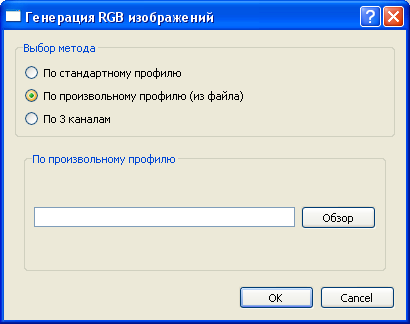 Генерация RGB изображений
Выбор метода
По стандартному профилю
По произвольному профилю (из файла)
По 3 каналам
По произвольному профилю
Обзор
OK
Cancel